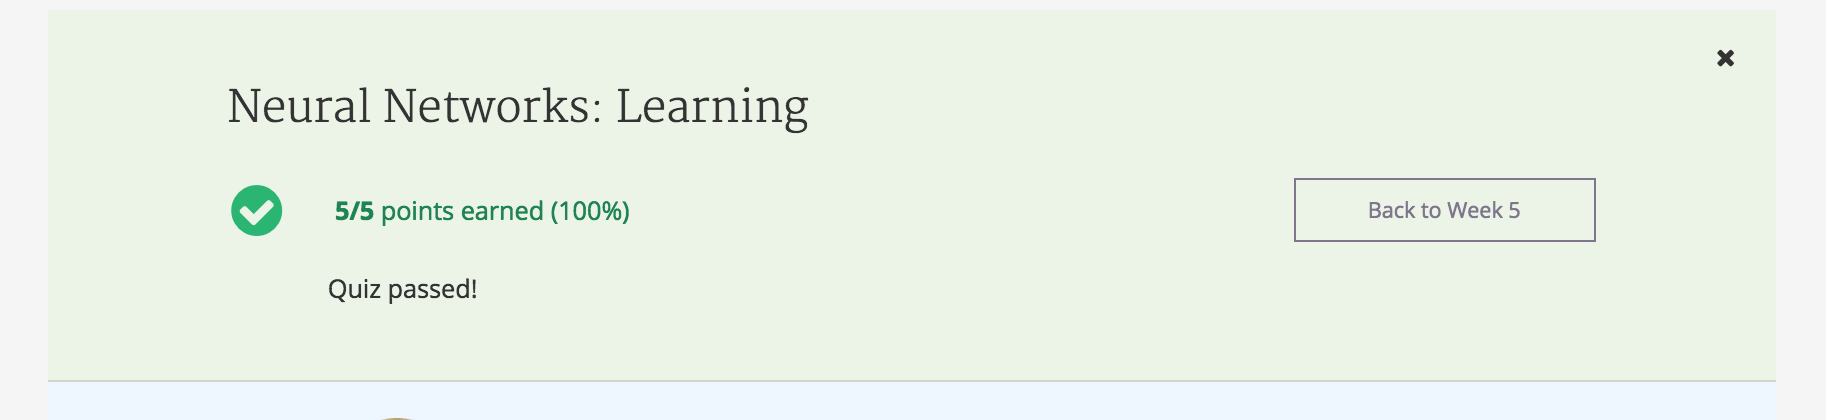 Neural Networks: Learning
5/5 points earned (100%)
Back to Week 5
Quiz passed!